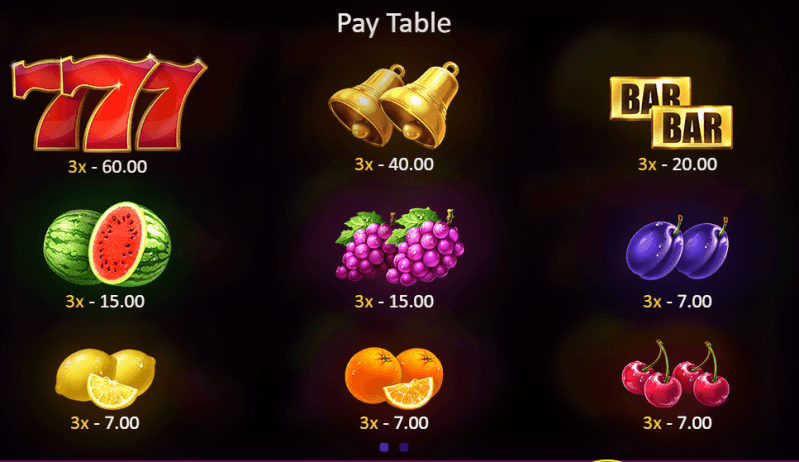 Pay Table
777
BAR
BAR
3x - 60.00
3x - 40.00
3x - 20.00
3x - 15.00
3x - 15.00
3x - 7.00
3x - 7.00
3x - 7.00
3x - 7.00